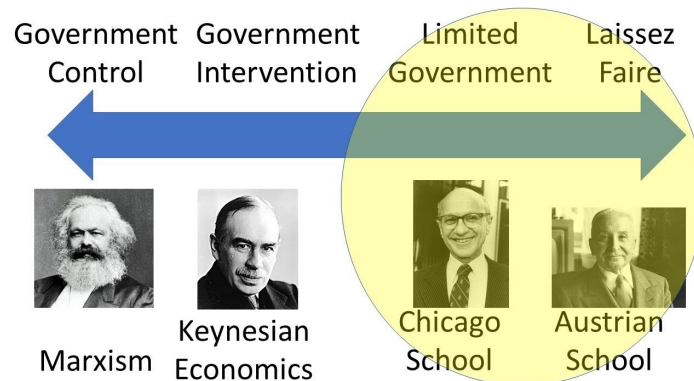 Government Control
Government Intervention
Limited Government
Laissez Faire
Marxism
Keynesian Economics
Chicago School
Austrian School